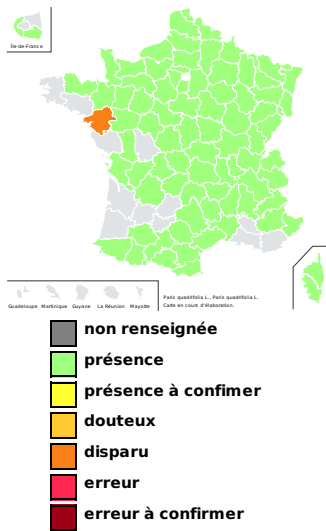 Île-de-France
Guadeloupe Martinique Guyane La Réunion Mayotte
Paris quadrifolia L., Paris quadrifolia L.
Carte en cours d'élaboration.
non renseignée
présence
présence à confimer
douteux
disparu
erreur
erreur à confirmer